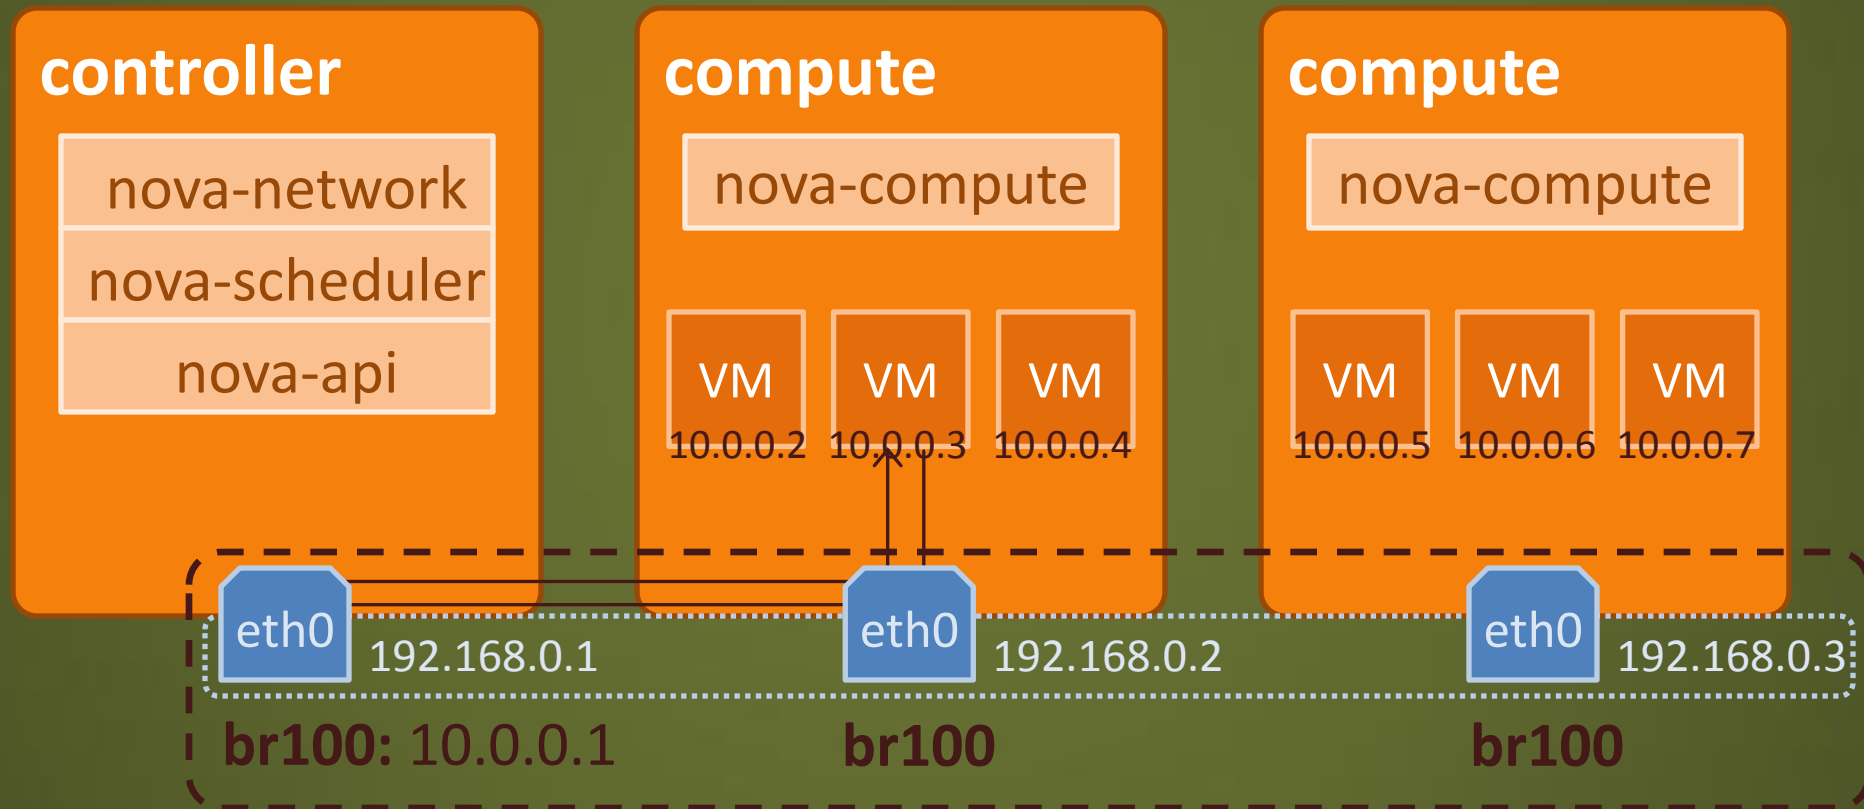 controller
nova-network
nova-scheduler
nova-api
compute
nova-compute
VM
10.0.0.2
VM
10.0.0.3
VM
10.0.0.4
compute
nova-compute
VM
10.0.0.5
VM
10.0.0.6
VM
10.0.0.7
eth0
192.168.0.1
eth0
192.168.0.2
eth0
192.168.0.3
br100: 10.0.0.1
br100
br100